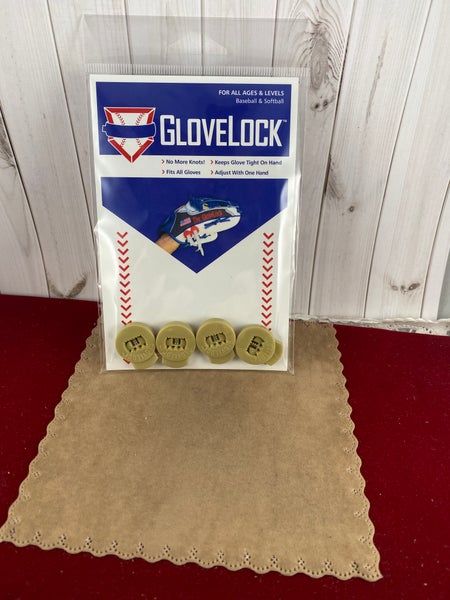 FOR ALL AGES & LEVELS
Baseball & Softball
GLOVELOCK™
> No More Knots! > Keeps Glove Tight On Hand
> Fits All Gloves > Adjust With One Hand